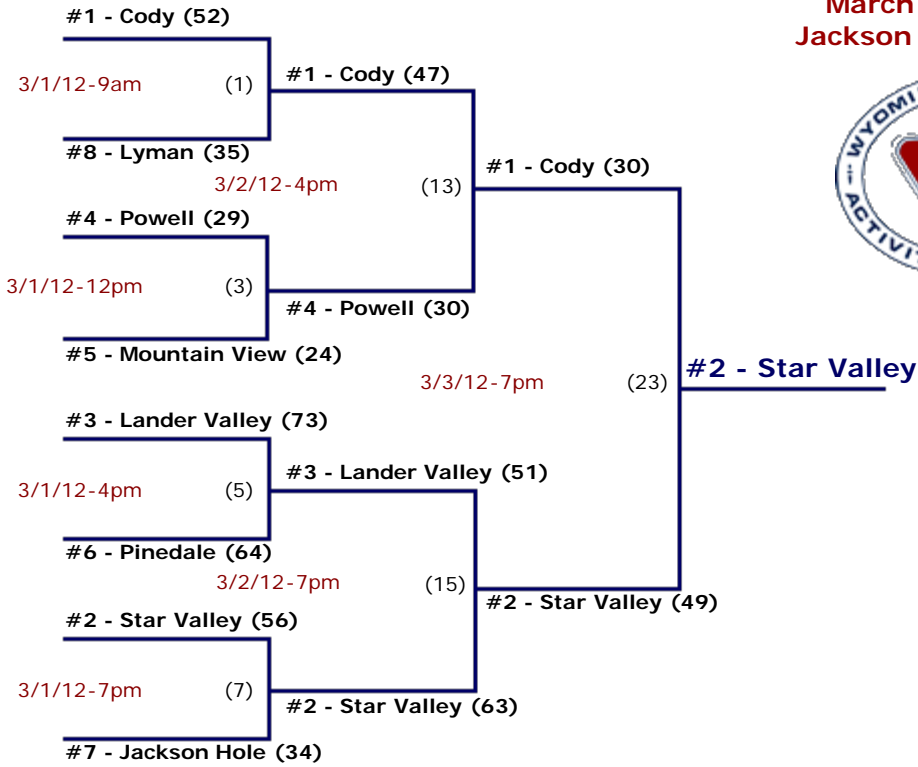 #1 - Cody (52)
March
Jackson
3/1/12-9am
(1)
#1 - Cody (47)
#8 - Lyman (35)
3/2/12-4pm
(13)
#1 - Cody (30)
#4 - Powell (29)
3/1/12-12pm
(3)
#4 - Powell (30)
#5 - Mountain View (24)
3/3/12-7pm
(23)
#2 - Star Valley
#3 - Lander Valley (73)
3/1/12-4pm
(5)
#3 - Lander Valley (51)
#6 - Pinedale (64)
3/2/12-7pm
(15)
#2 - Star Valley (49)
#2 - Star Valley (56)
3/1/12-7pm
(7)
#2 - Star Valley (63)
#7 - Jackson Hole (34)